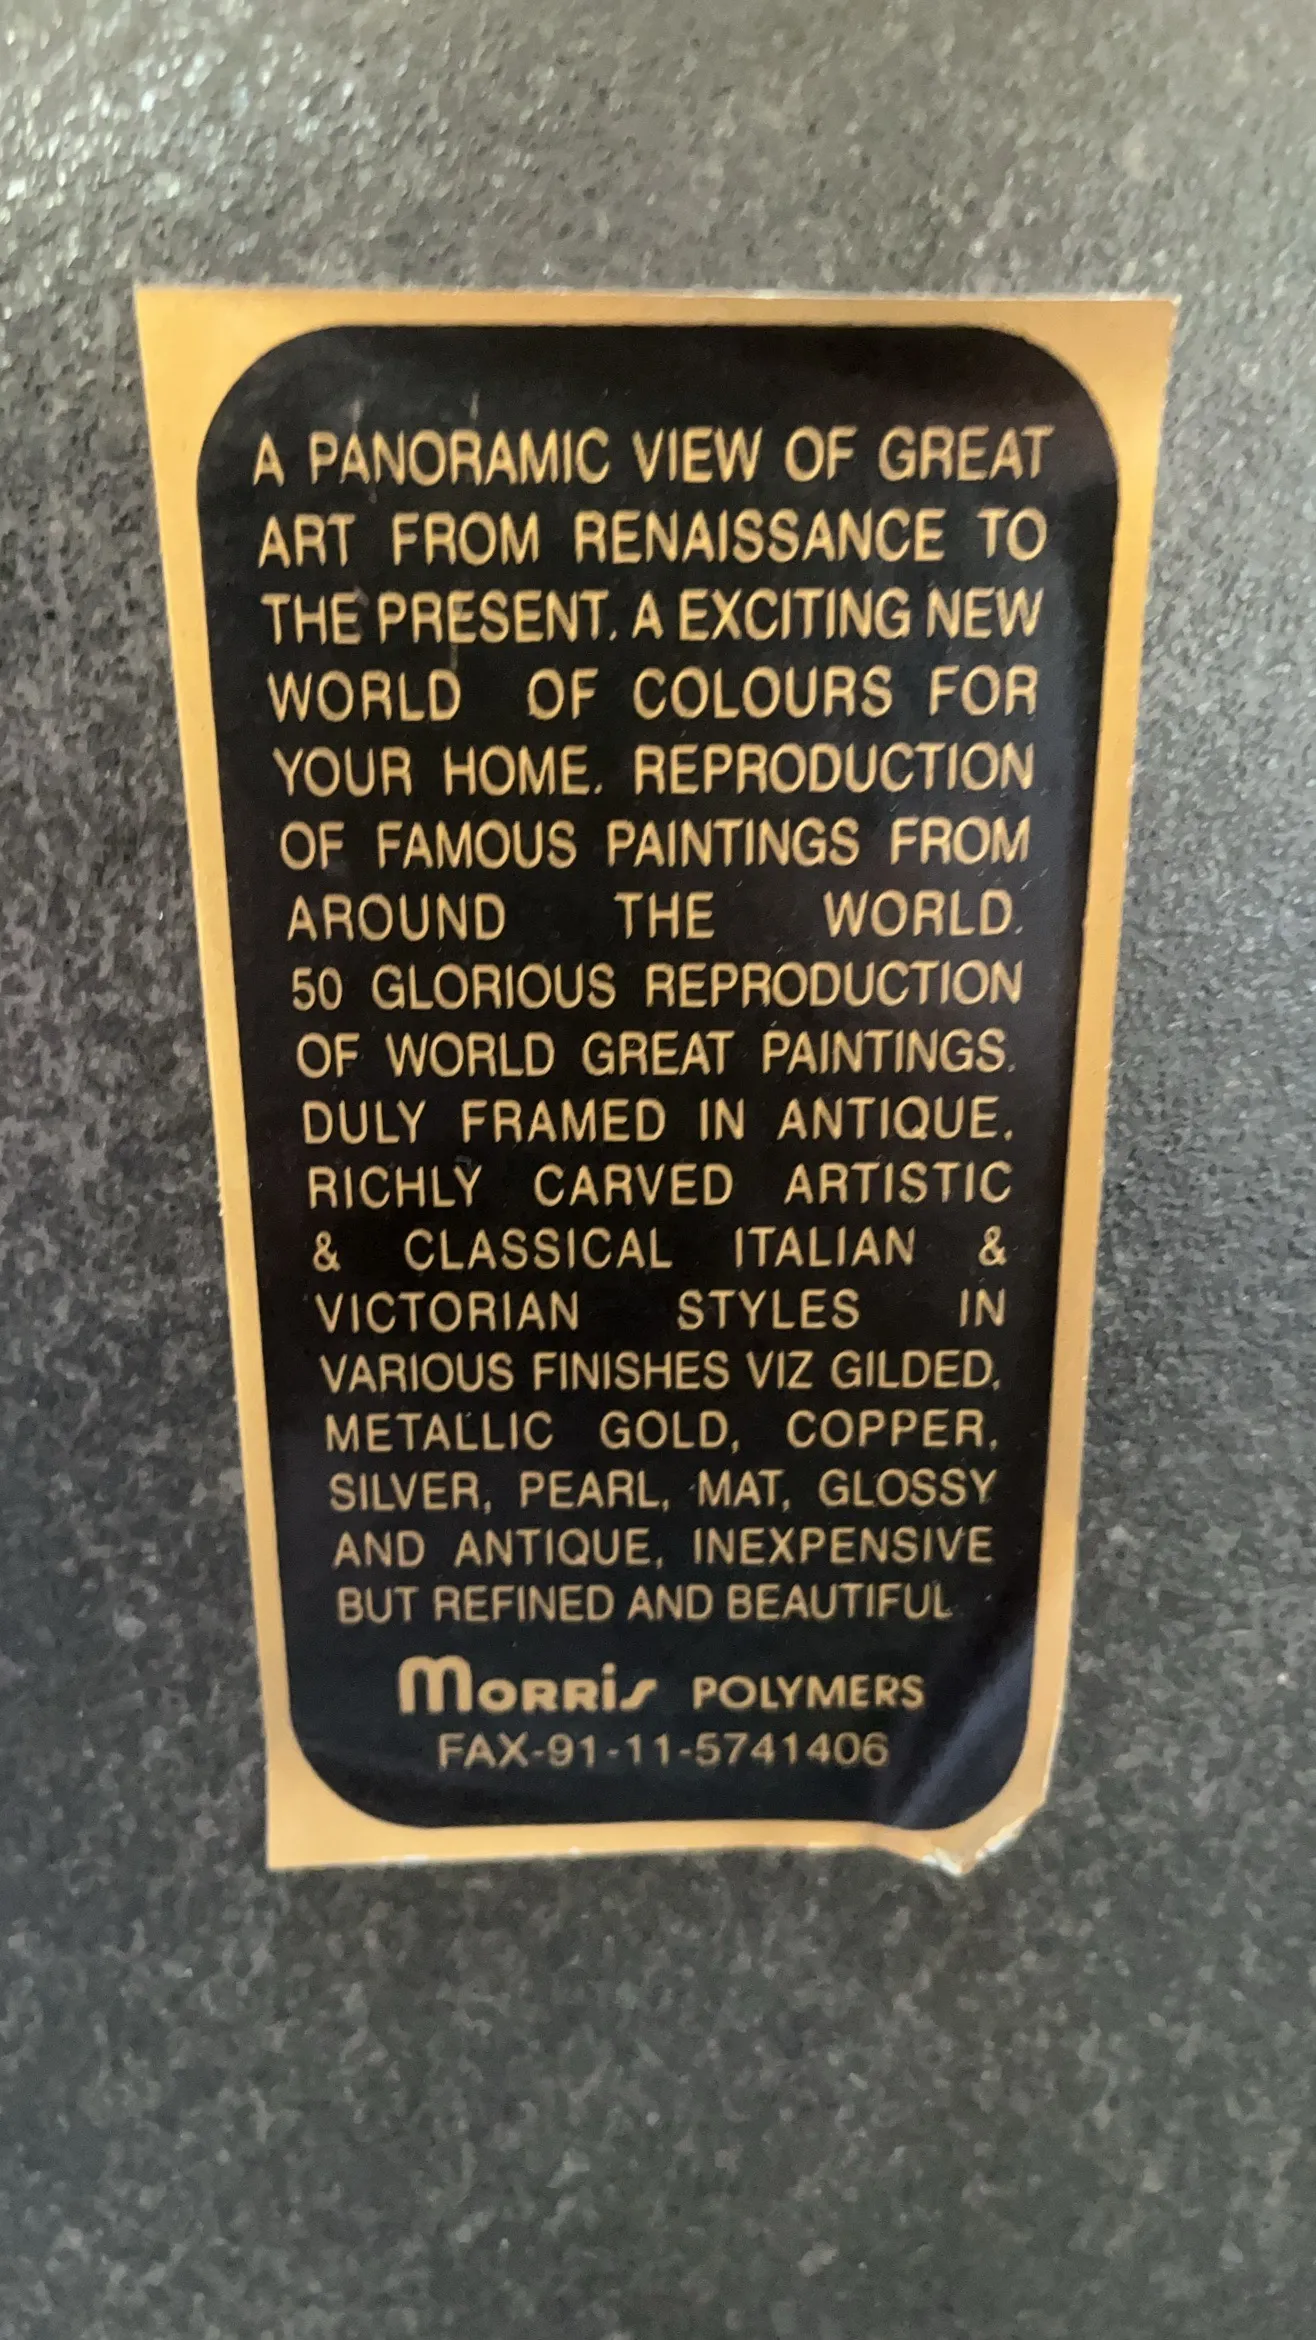 A PANORAMIC VIEW OF GREAT
ART FROM RENAISSANCE TO
THE PRESENT. A EXCITING NEW
WORLD OF COLOURS FOR
YOUR HOME. REPRODUCTION
OF FAMOUS PAINTINGS FROM
AROUND THE WORLD.
50 GLORIOUS REPRODUCTION
OF WORLD GREAT PAINTINGS.
DULY FRAMED IN ANTIQUE,
RICHLY CARVED ARTISTIC
& CLASSICAL ITALIAN &
VICTORIAN STYLES IN
VARIOUS FINISHES VIZ GILDED,
METALLIC GOLD, COPPER,
SILVER, PEARL, MAT, GLOSSY
AND ANTIQUE, INEXPENSIVE
BUT REFINED AND BEAUTIFUL
MORRIS POLYMERS
FAX-91-11-5741406